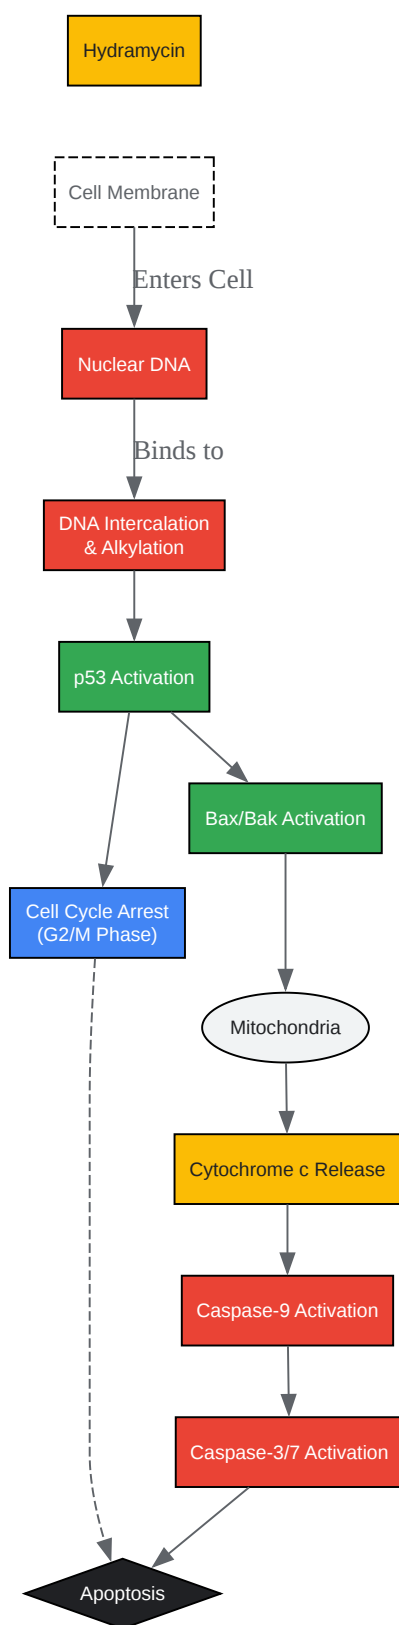 Hydramycin
Cell Membrane
Enters Cell
Nuclear DNA
Binds to
DNA Intercalation
& Alkylation
p53 Activation
Bax/Bak Activation
Cell Cycle Arrest
(G2/M Phase)
Mitochondria
Cytochrome c Release
Caspase-9 Activation
Caspase-3/7 Activation
Apoptosis